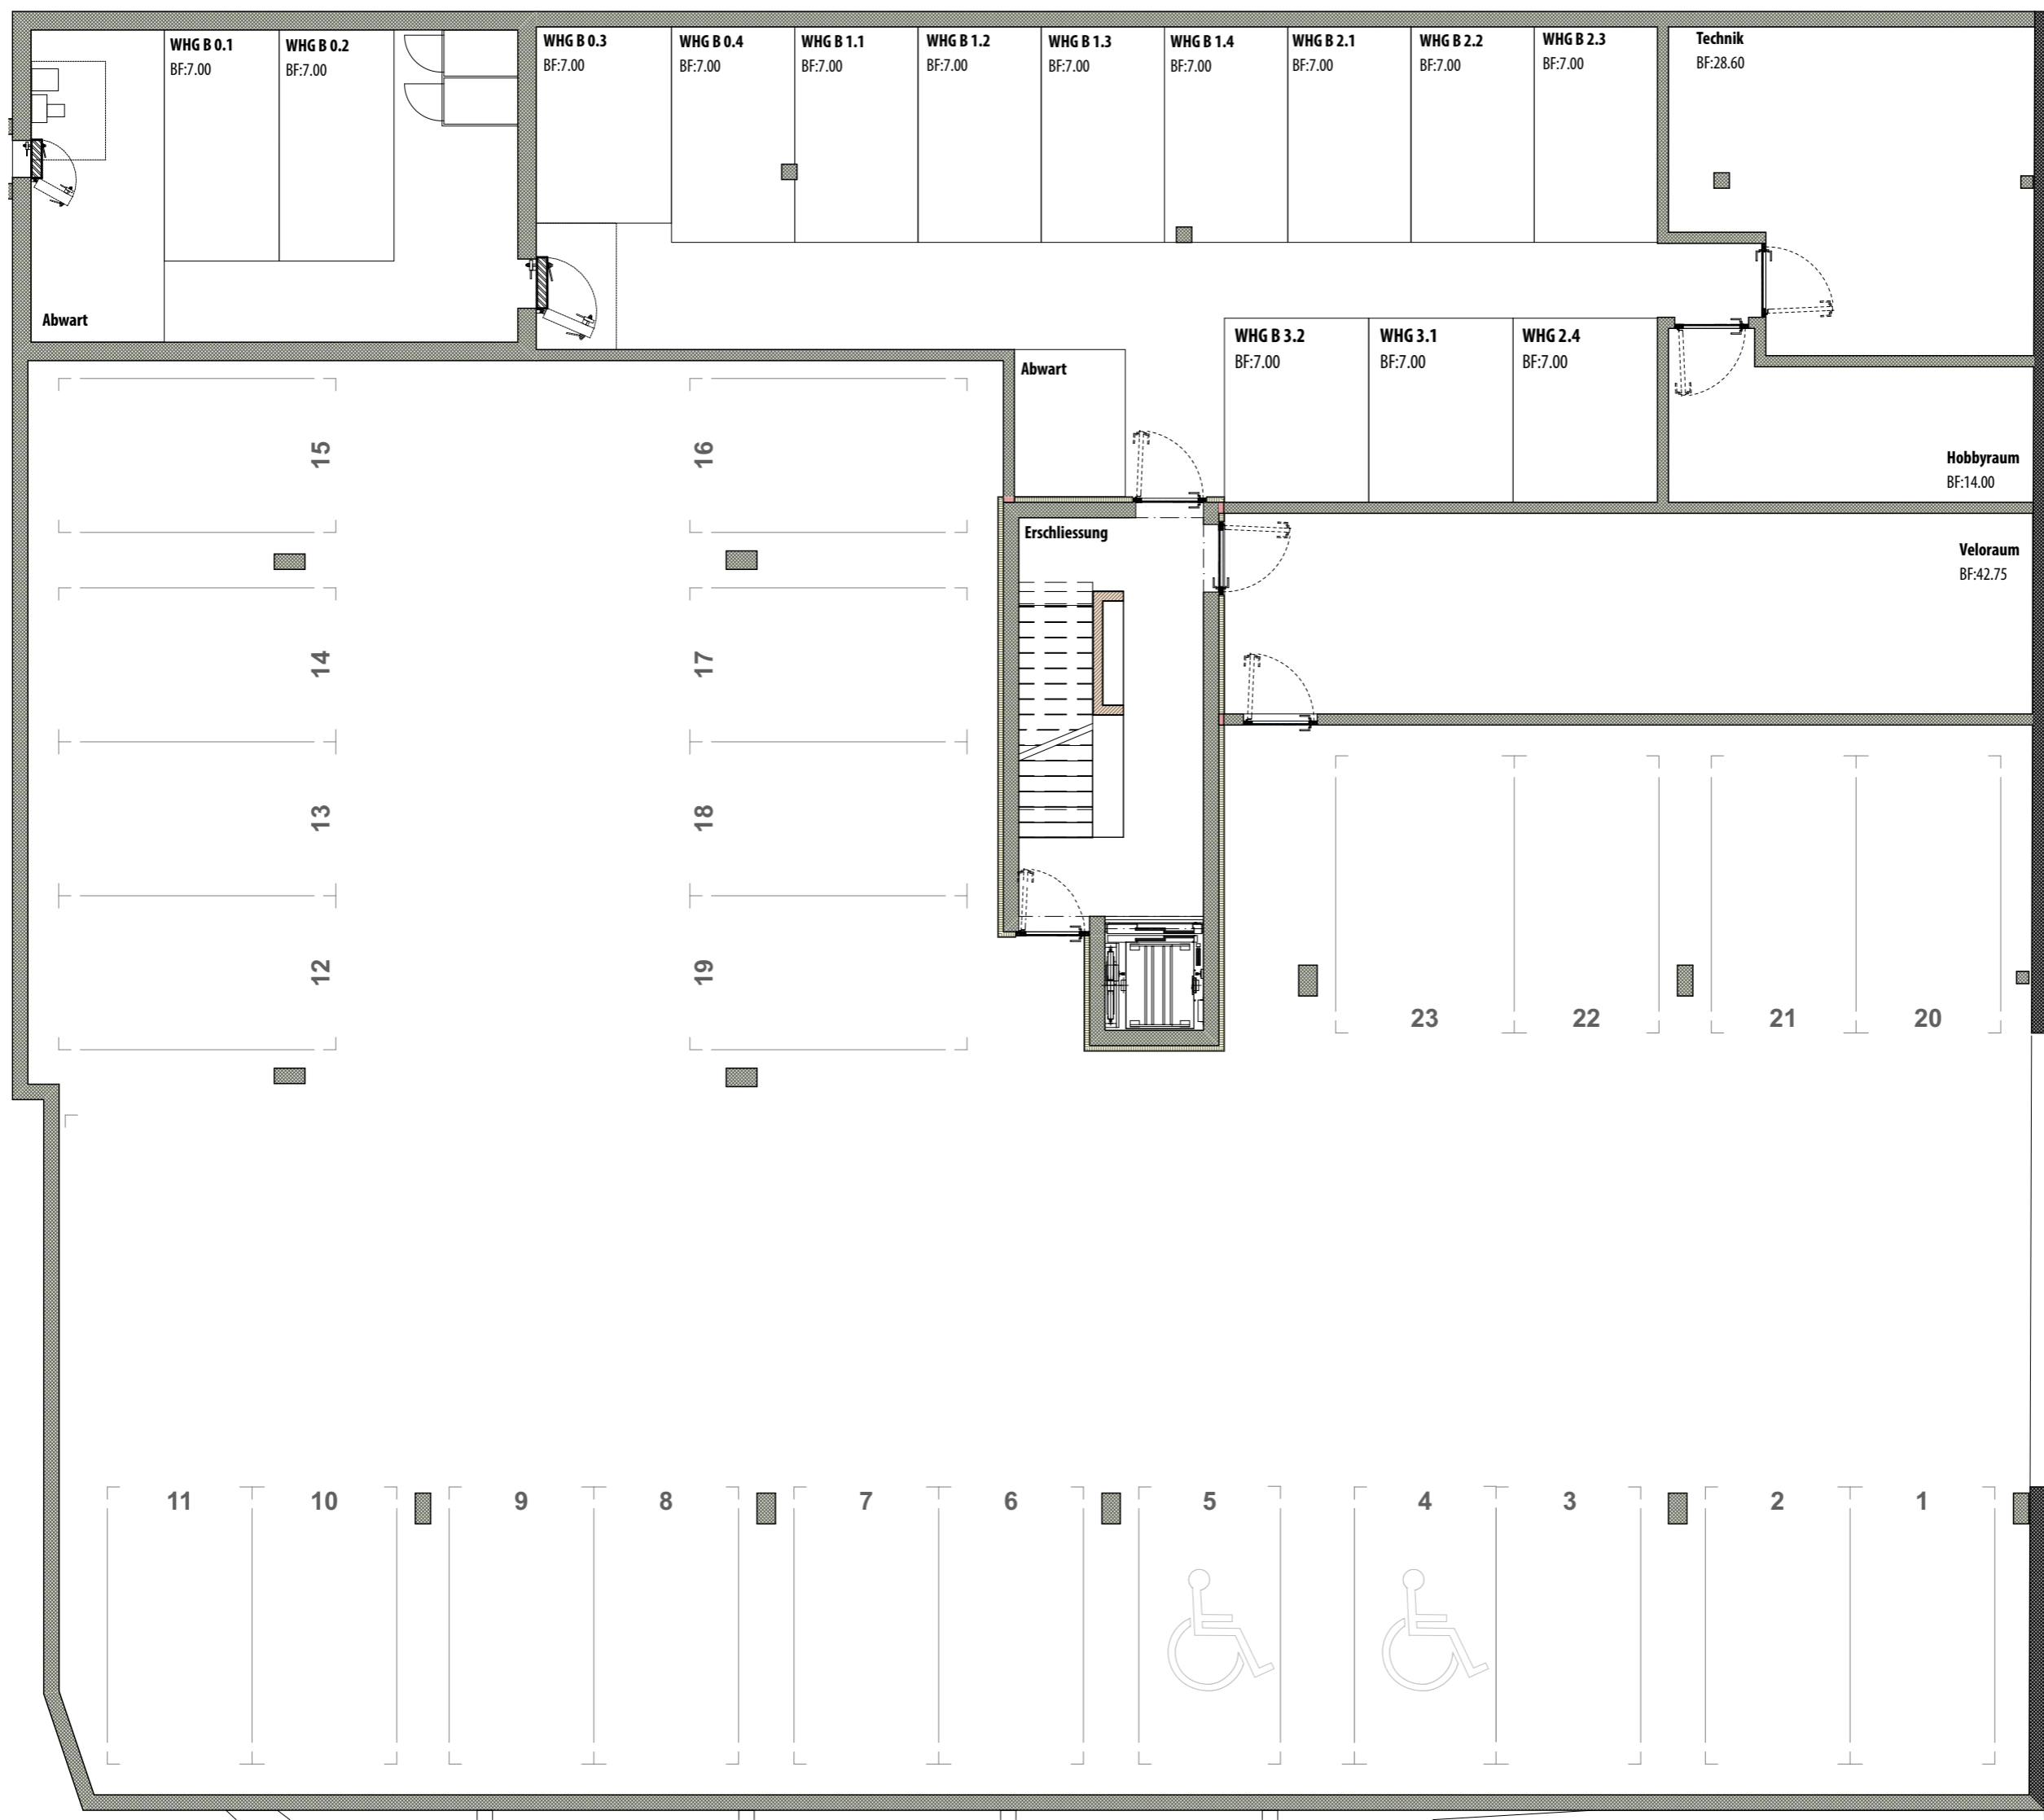 WHG B 0.1
BF:7.00
WHG B 0.2
BF:7.00
WHG B 0.3
BF:7.00
WHG B 0.4
BF:7.00
WHG B 1.1
BF:7.00
WHG B 1.2
BF:7.00
WHG B 1.3
BF:7.00
WHG B 1.4
BF:7.00
WHG B 2.1
BF:7.00
WHG B 2.2
BF:7.00
WHG B 2.3
BF:7.00
Technik
BF:28.60
Abwart
WHG B 3.2
BF:7.00
WHG 3.1
BF:7.00
WHG 2.4
BF:7.00
Abwart
Hobbyraum
BF:14.00
Erschliessung
Veloraum
BF:42.75
15
16
14
17
13
18
12
19
23
22
21
20
11
10
9
8
7
6
5
4
3
2
1